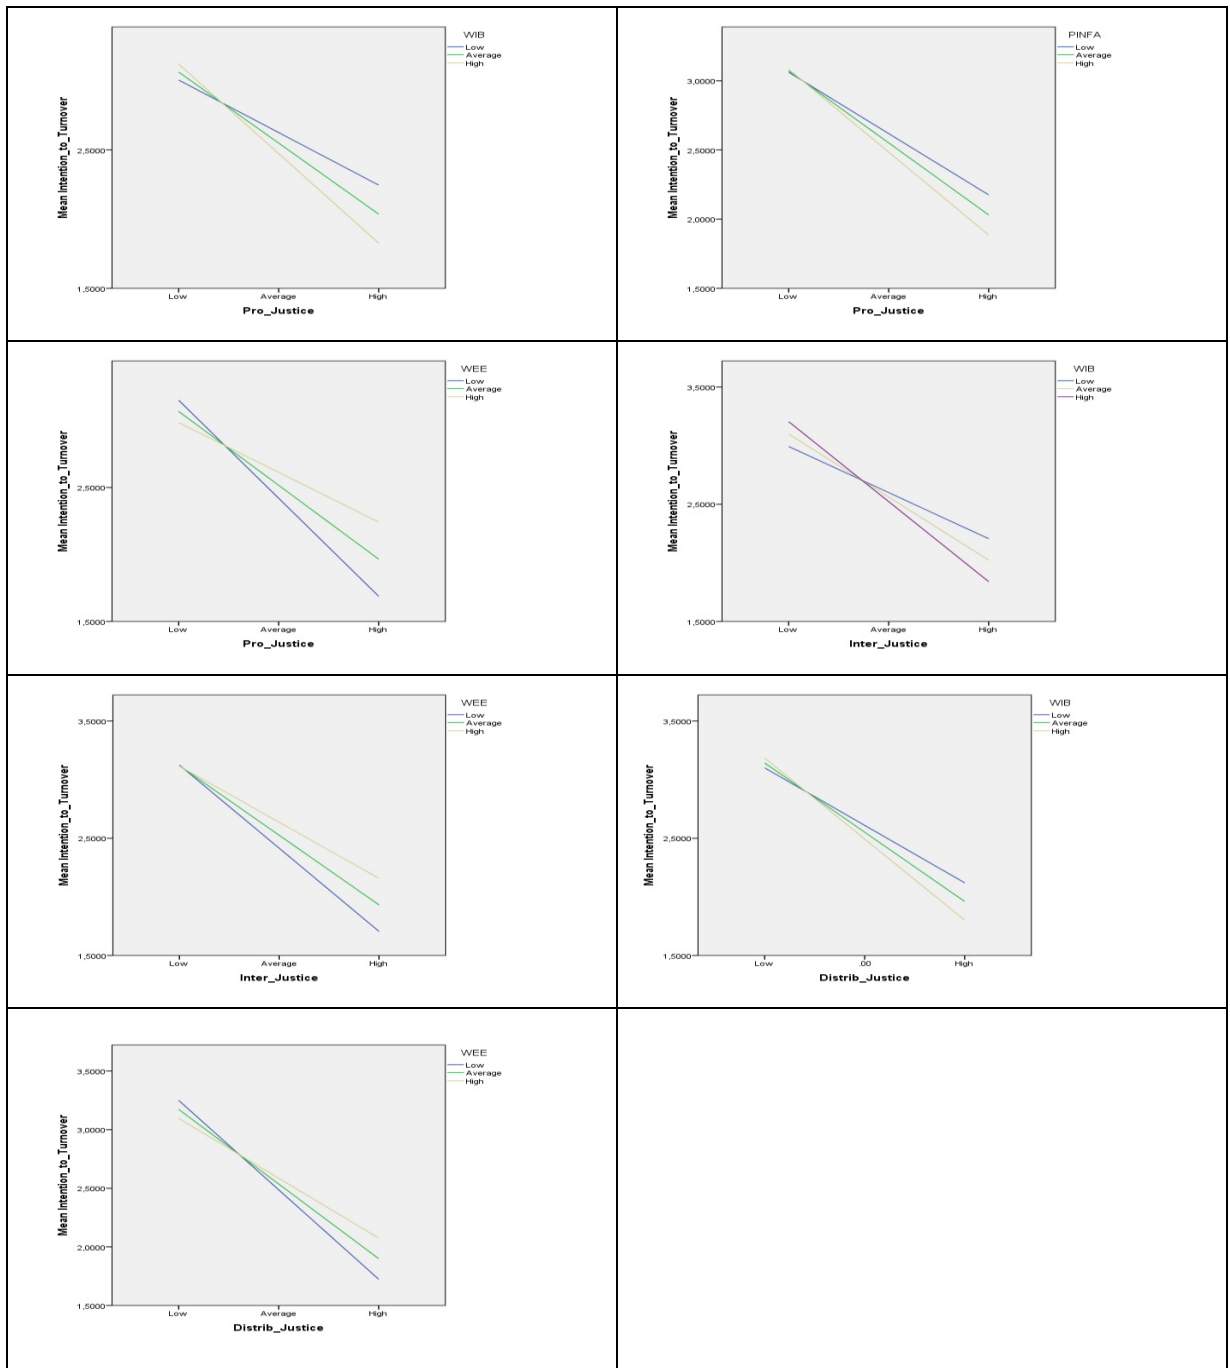 WIB
Low
Average
High
Mean Intention_to_Turnover
2,5000
1,5000
Low Average High
Pro_Justice
PINFA
Low
Average
High
Mean Intention_to_Turnover
3,0000
2,5000
2,0000
1,5000
Low Average High
Pro_Justice
WEE
Low
Average
High
Mean Intention_to_Turnover
2,5000
1,5000
Low Average High
Pro_Justice
WIB
Low
Average
High
Mean Intention_to_Turnover
3,5000
2,5000
1,5000
Low Average High
Inter_Justice
WEE
Low
Average
High
Mean Intention_to_Turnover
3,5000
2,5000
1,5000
Low Average High
Inter_Justice
WIB
Low
Average
High
Mean Intention_to_Turnover
3,5000
2,5000
1,5000
Low ,00 High
Distrib_Justice
WEE
Low
Average
High
Mean Intention_to_Turnover
3,5000
3,0000
2,5000
2,0000
1,5000
Low Average High
Distrib_Justice